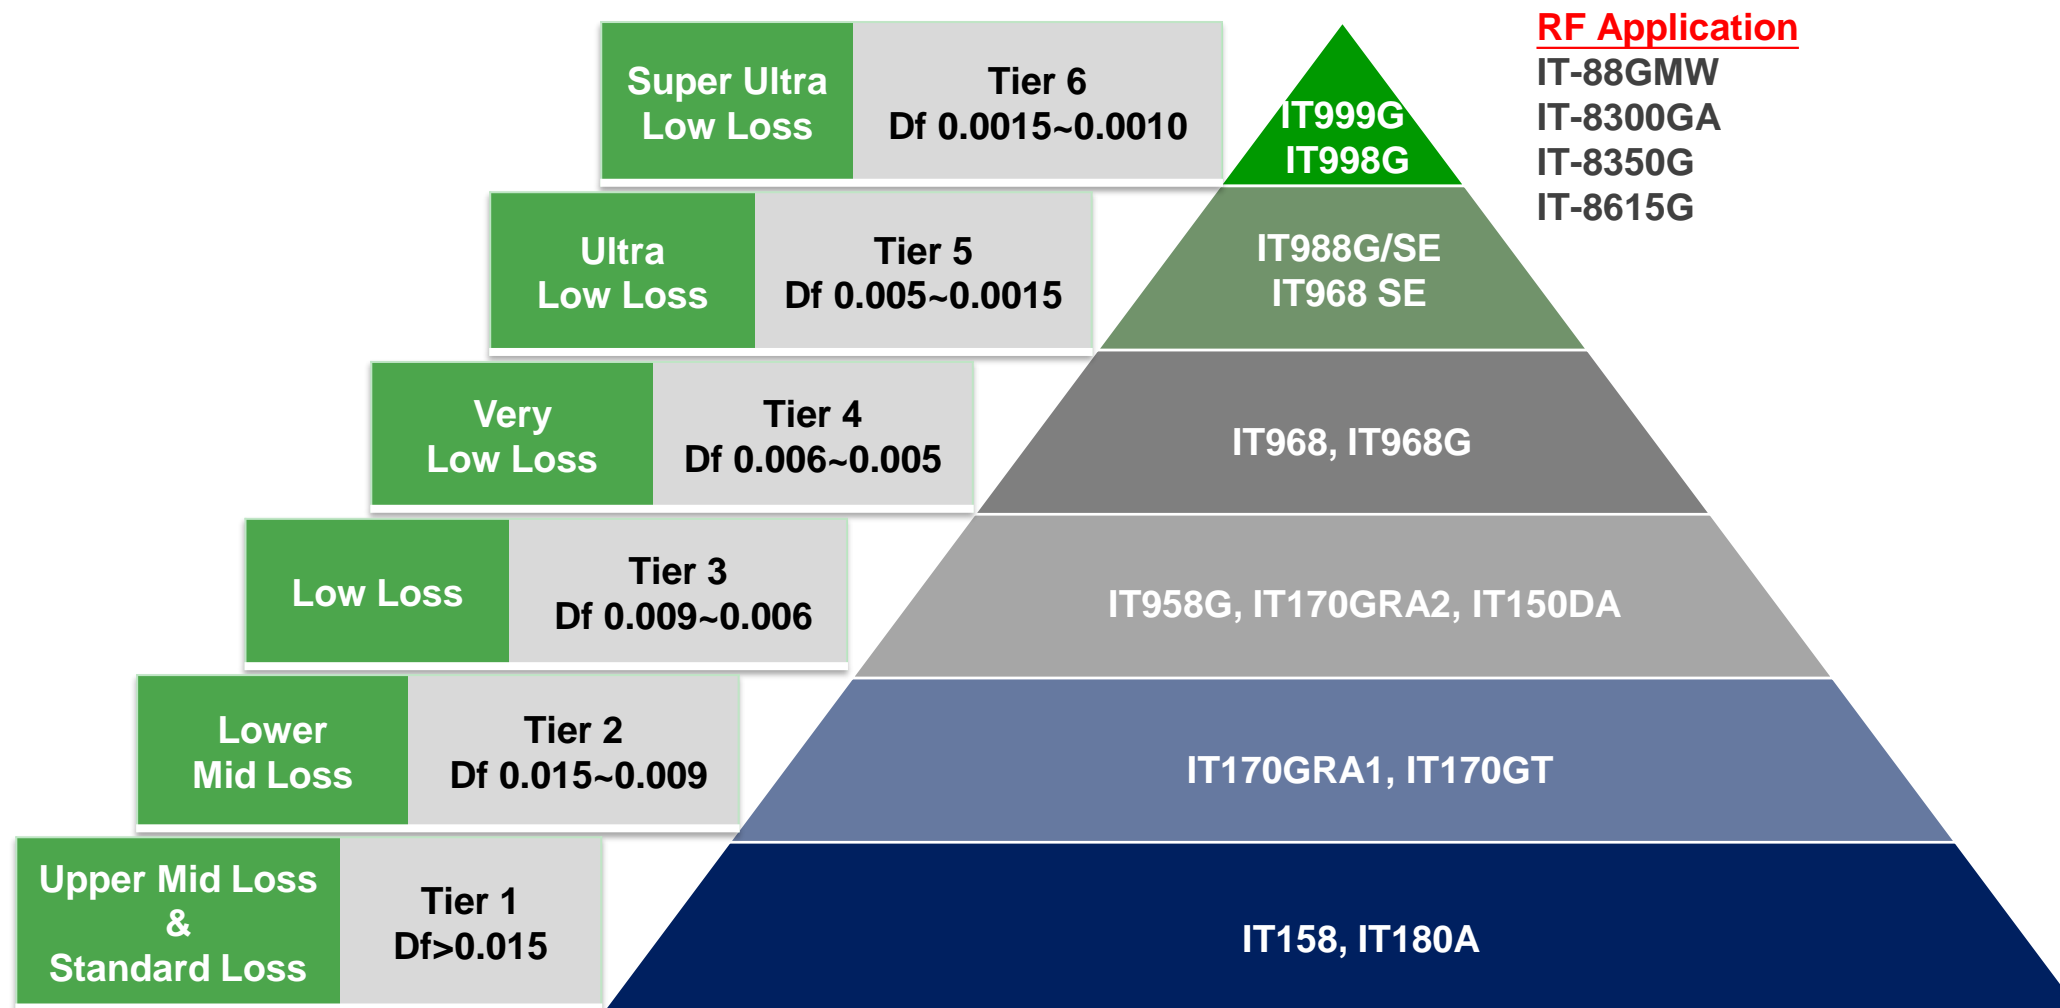 RF Application
IT-88GMW
IT-8300GA
IT-8350G
IT-8615G
Super Ultra
Low Loss
Tier 6
Df 0.0015~0.0010
IT999G
IT998G
Ultra
Low Loss
Tier 5
Df 0.005~0.0015
IT988G/SE
IT968 SE
Very
Low Loss
Tier 4
Df 0.006~0.005
IT968, IT968G
Low Loss
Tier 3
Df 0.009~0.006
IT958G, IT170GRA2, IT150DA
Lower
Mid Loss
Tier 2
Df 0.015~0.009
IT170GRA1, IT170GT
Upper Mid Loss
&
Standard Loss
Tier 1
Df>0.015
IT158, IT180A